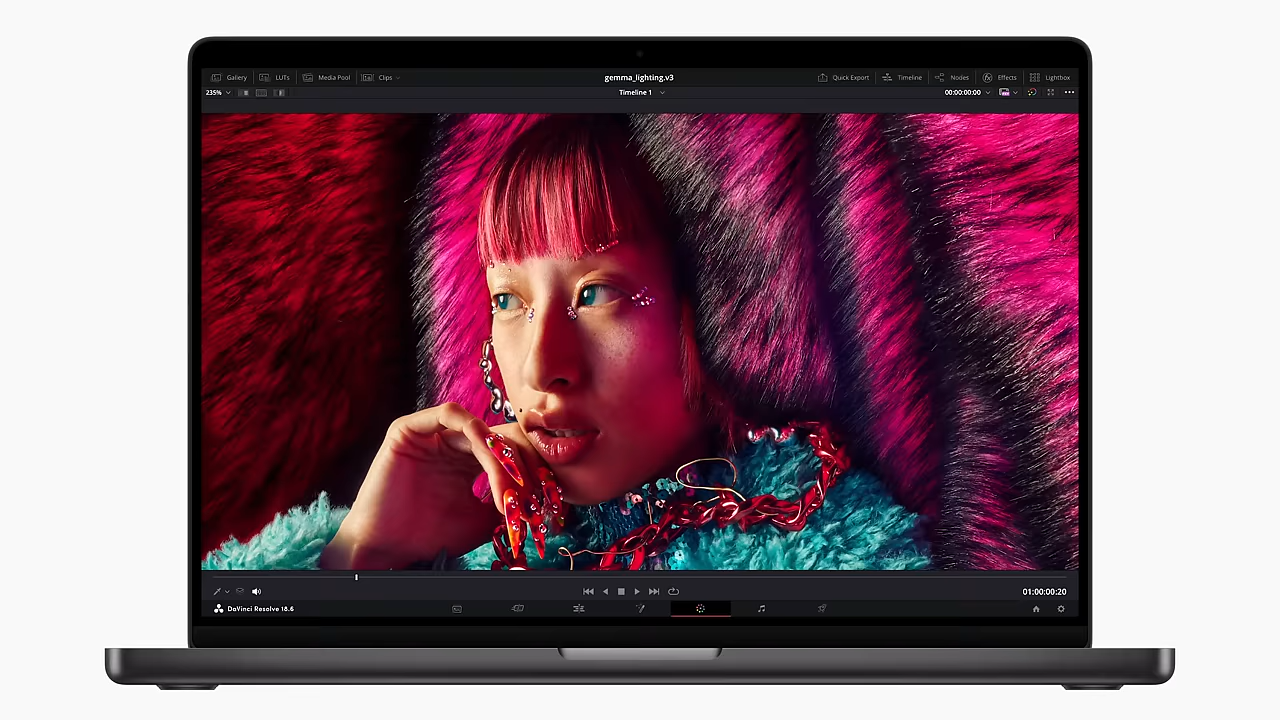 Gallery LUTs Media Pool Clips gemma_lighting.v3 Quick Export Timeline Nodes Effects Lightbox
235% Timeline 1 00:00:00:00
01:00:00:20
DaVinci Resolve 18.6